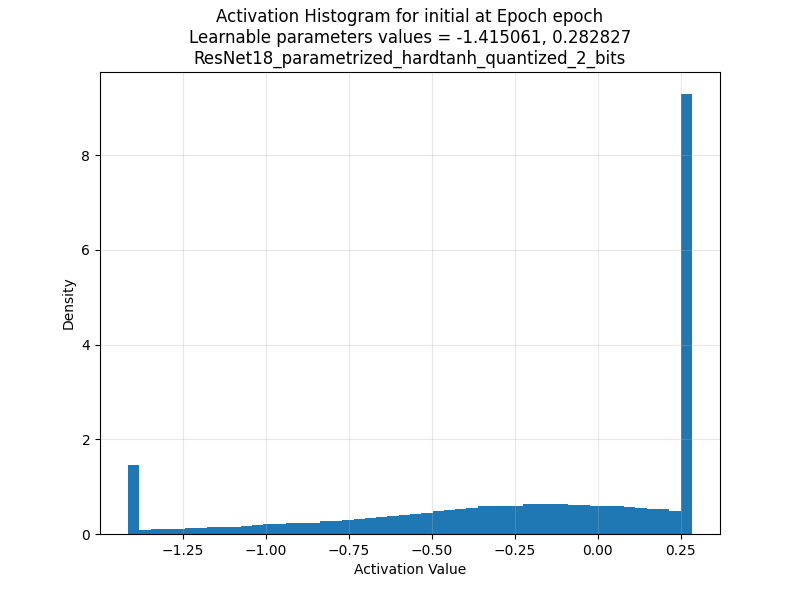 Activation Histogram for initial at Epoch epoch
Learnable parameters values = -1.415061, 0.282827
ResNet18_parametrized_hardtanh_quantized_2_bits
Density
8
6
4
2
0
−1.25 −1.00 −0.75 −0.50 −0.25 0.00 0.25
Activation Value